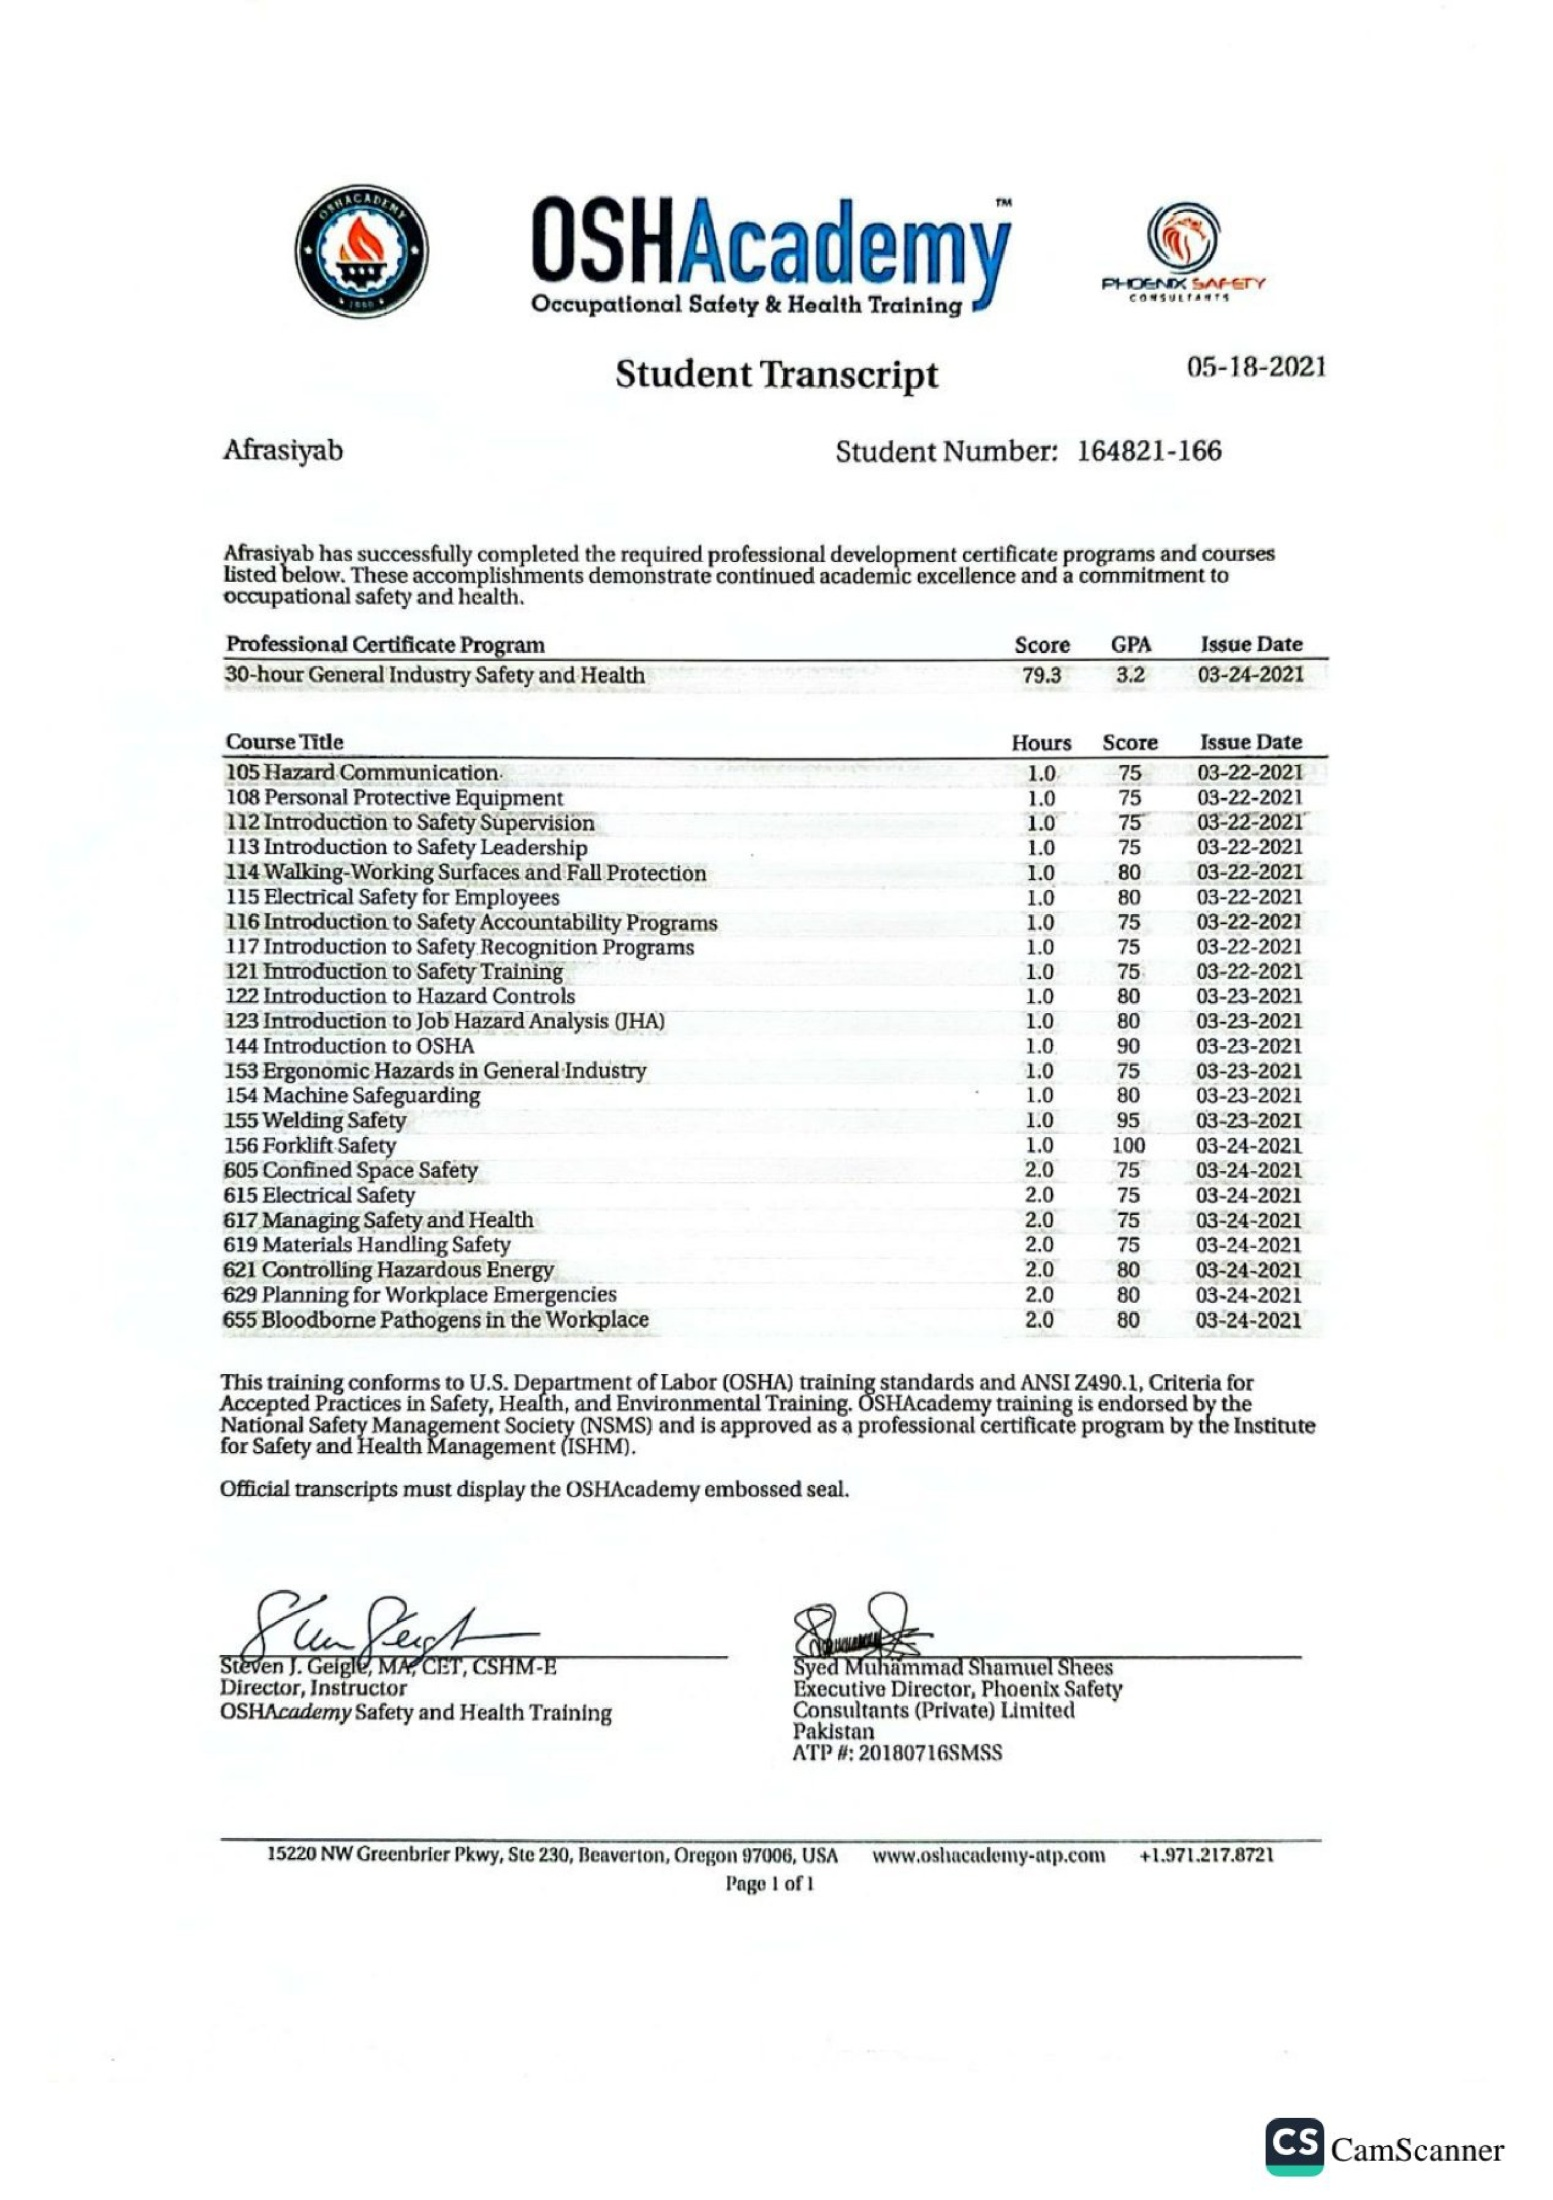 OSHACADEMY
OSHAcademy™
Occupational Safety & Health Training
PHOENIX SAFETY
CONSULTANTS
Student Transcript
05-18-2021
Afrasiyab
Student Number: 164821-166
Afrasiyab has successfully completed the required professional development certificate programs and courses
listed below. These accomplishments demonstrate continued academic excellence and a commitment to
occupational safety and health.
Professional Certificate Program Score GPA Issue Date
30-hour General Industry Safety and Health 79.3 3.2 03-24-2021
Course Title Hours Score Issue Date
105 Hazard Communication 1.0 75 03-22-2021
108 Personal Protective Equipment 1.0 75 03-22-2021
112 Introduction to Safety Supervision 1.0 75 03-22-2021
113 Introduction to Safety Leadership 1.0 75 03-22-2021
114 Walking-Working Surfaces and Fall Protection 1.0 80 03-22-2021
115 Electrical Safety for Employees 1.0 80 03-22-2021
116 Introduction to Safety Accountability Programs 1.0 75 03-22-2021
117 Introduction to Safety Recognition Programs 1.0 75 03-22-2021
121 Introduction to Safety Training 1.0 75 03-22-2021
122 Introduction to Hazard Controls 1.0 80 03-23-2021
123 Introduction to Job Hazard Analysis (JHA) 1.0 80 03-23-2021
144 Introduction to OSHA 1.0 90 03-23-2021
153 Ergonomic Hazards in General Industry 1.0 75 03-23-2021
154 Machine Safeguarding 1.0 80 03-23-2021
155 Welding Safety 1.0 95 03-23-2021
156 Forklift Safety 1.0 100 03-24-2021
605 Confined Space Safety 2.0 75 03-24-2021
615 Electrical Safety 2.0 75 03-24-2021
617 Managing Safety and Health 2.0 75 03-24-2021
619 Materials Handling Safety 2.0 75 03-24-2021
621 Controlling Hazardous Energy 2.0 80 03-24-2021
629 Planning for Workplace Emergencies 2.0 80 03-24-2021
655 Bloodborne Pathogens in the Workplace 2.0 80 03-24-2021
This training conforms to U.S. Department of Labor (OSHA) training standards and ANSI Z490.1, Criteria for
Accepted Practices in Safety, Health, and Environmental Training. OSHAcademy training is endorsed by the
National Safety Management Society (NSMS) and is approved as a professional certificate program by the Institute
for Safety and Health Management (ISHM).
Official transcripts must display the OSHAcademy embossed seal.
Steven J. Geigle, MA, CET, CSHM-E
Director, Instructor
OSHAcademy Safety and Health Training
Syed Muhammad Shamuel Shees
Executive Director, Phoenix Safety
Consultants (Private) Limited
Pakistan
ATP #: 20180716SMSS
15220 NW Greenbrier Pkwy, Ste 230, Beaverton, Oregon 97006, USA www.oshacademy-atp.com +1.971.217.8721
Page 1 of 1
CS CamScanner